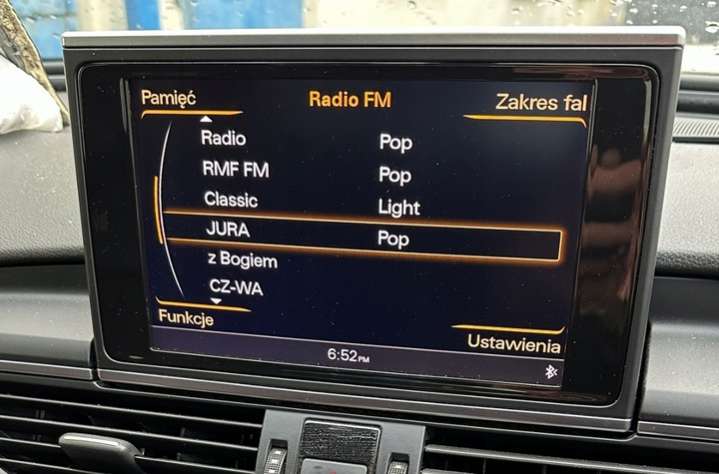 Pamięć Radio FM Zakres fal
Radio Pop
RMF FM Pop
Classic Light
JURA Pop
z Bogiem
CZ-WA
Funkcje
Ustawienia
6:52PM